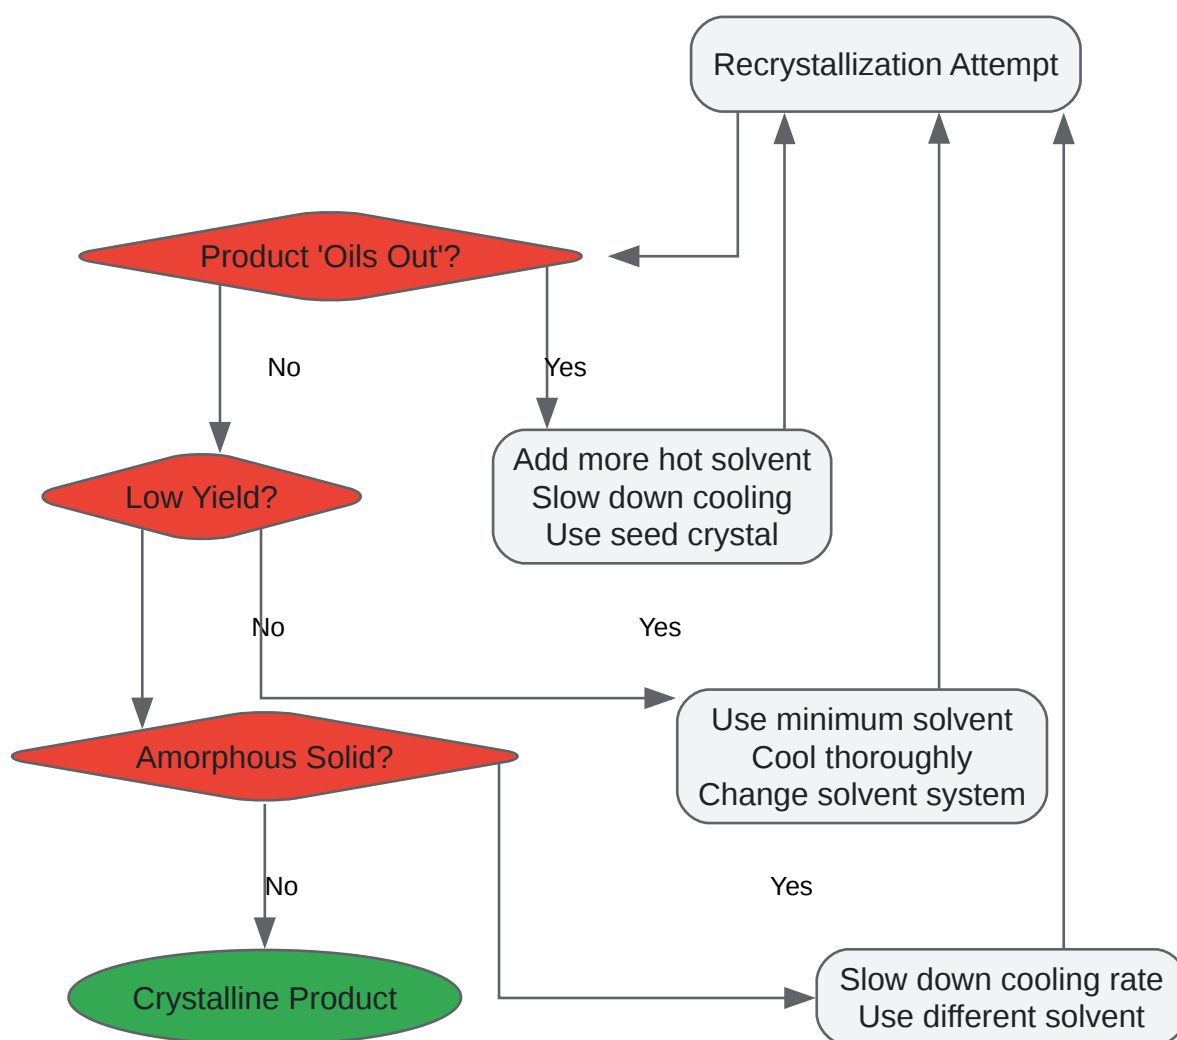 Recrystallization Attempt
Product 'Oils Out'?
No
Yes
Add more hot solvent
Slow down cooling
Use seed crystal
Low Yield?
No
Yes
Use minimum solvent
Cool thoroughly
Change solvent system
Amorphous Solid?
No
Yes
Slow down cooling rate
Use different solvent
Crystalline Product